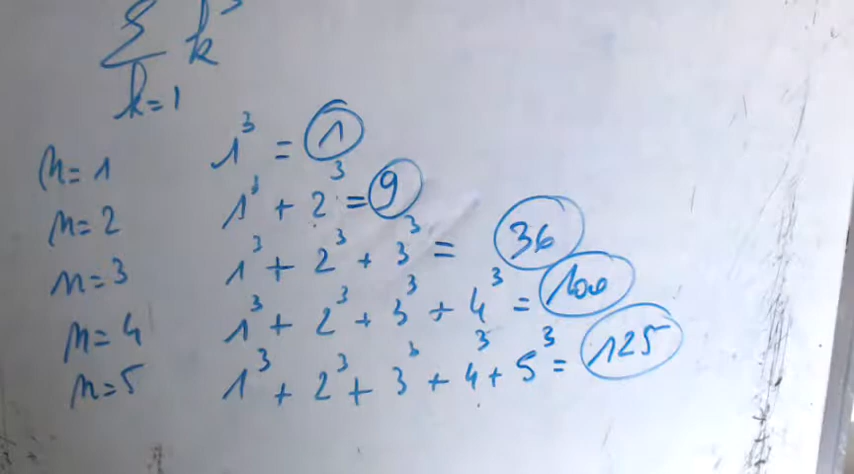 ∑ k³
k=1
n=1 1³ = 1
n=2 1³ + 2³ = 9
n=3 1³ + 2³ + 3³ = 36
n=4 1³ + 2³ + 3³ + 4³ = 100
n=5 1³ + 2³ + 3³ + 4³ + 5³ = 125